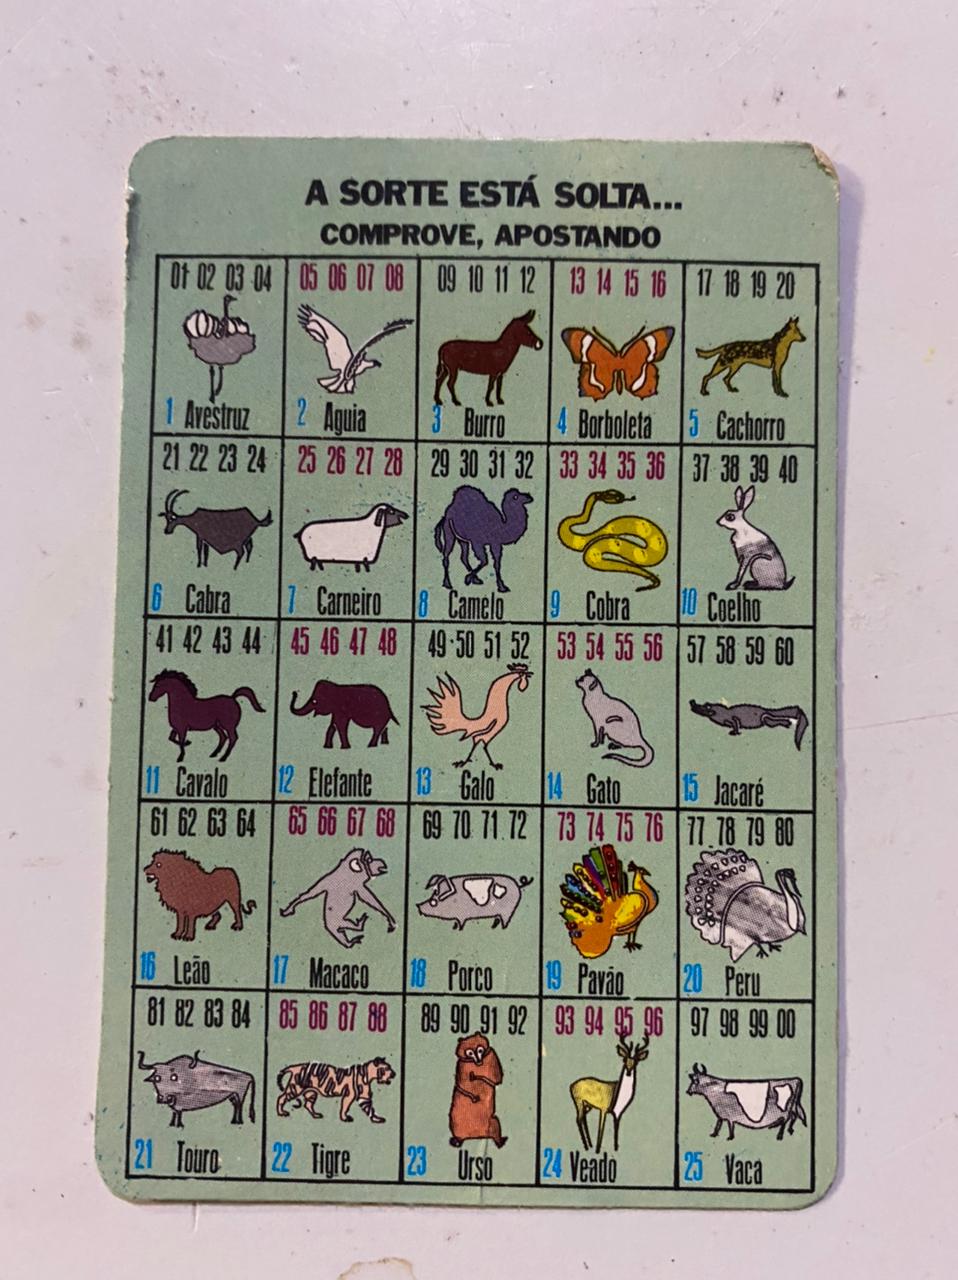 A SORTE ESTÁ SOLTA...
COMPROVE, APOSTANDO
01 02 03 04
1 Avestruz
05 06 07 08
2 Aguia
09 10 11 12
3 Burro
13 14 15 16
4 Borboleta
17 18 19 20
5 Cachorro
21 22 23 24
6 Cabra
25 26 27 28
7 Carneiro
29 30 31 32
8 Camelo
33 34 35 36
9 Cobra
37 38 39 40
10 Coelho
41 42 43 44
11 Cavalo
45 46 47 48
12 Elefante
49 50 51 52
13 Galo
53 54 55 56
14 Gato
57 58 59 60
15 Jacaré
61 62 63 64
16 Leão
65 66 67 68
17 Macaco
69 70 71 72
18 Porco
73 74 75 76
19 Pavão
77 78 79 80
20 Peru
81 82 83 84
21 Touro
85 86 87 88
22 Tigre
89 90 91 92
23 Urso
93 94 95 96
24 Veado
97 98 99 00
25 Vaca